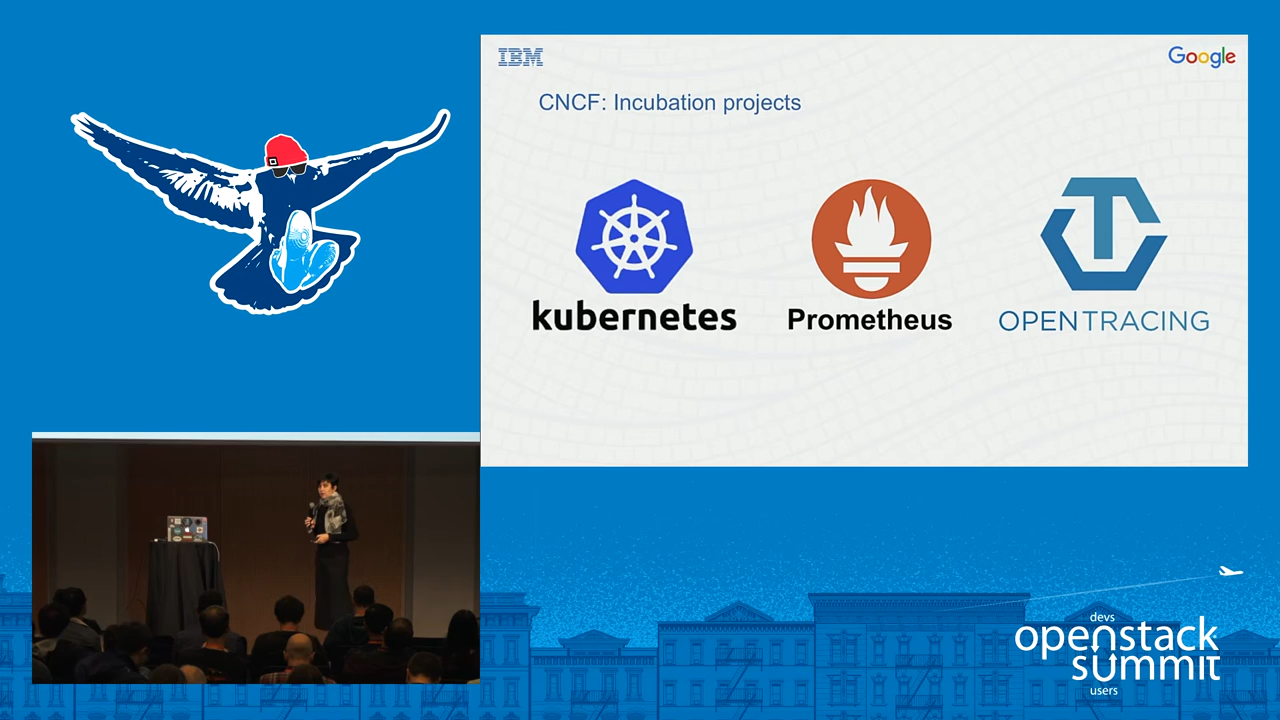 IBM
Google
CNCF: Incubation projects
kubernetes
Prometheus
OPENTRACING
devs
openstack
summit
users